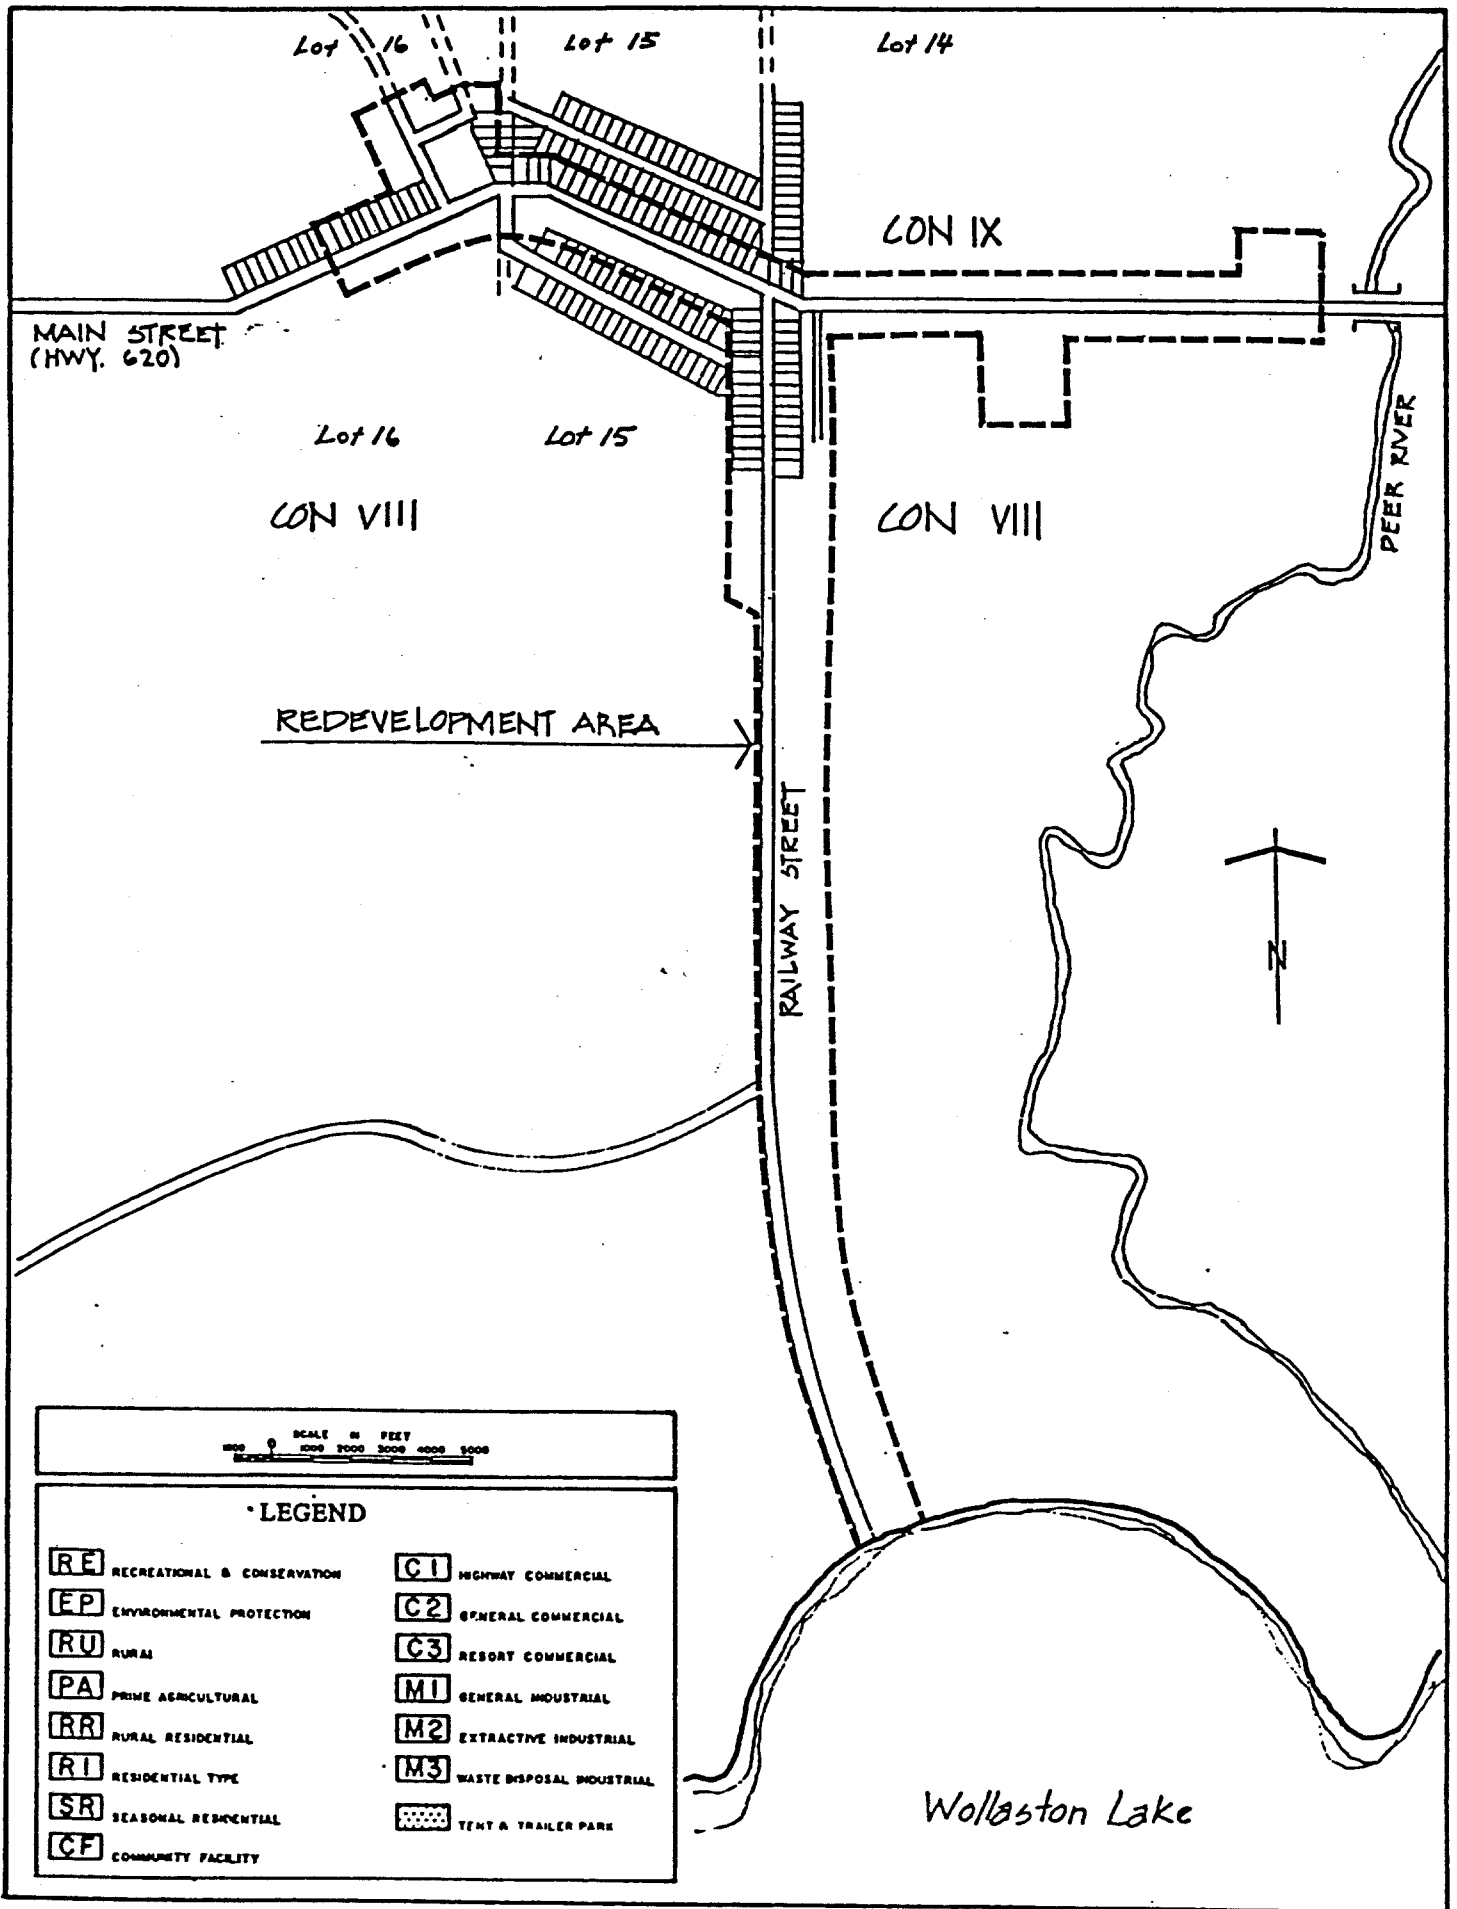 Lot 16
Lot 15
Lot 14
CON IX
MAIN STREET
(HWY. 620)
Lot 16
Lot 15
CON VIII
CON VIII
DEER RIVER
REDEVELOPMENT AREA
RAILWAY STREET
N
SCALE IN FEET
1000 0 1000 2000 3000 4000 5000
LEGEND
RE RECREATIONAL & CONSERVATION
EP ENVIRONMENTAL PROTECTION
RU RURAL
PA PRIME AGRICULTURAL
RR RURAL RESIDENTIAL
R1 RESIDENTIAL TYPE
SR SEASONAL RESIDENTIAL
CF COMMUNITY FACILITY
C1 HIGHWAY COMMERCIAL
C2 GENERAL COMMERCIAL
C3 RESORT COMMERCIAL
M1 GENERAL INDUSTRIAL
M2 EXTRACTIVE INDUSTRIAL
M3 WASTE DISPOSAL INDUSTRIAL
TENT & TRAILER PARK
Wollaston Lake